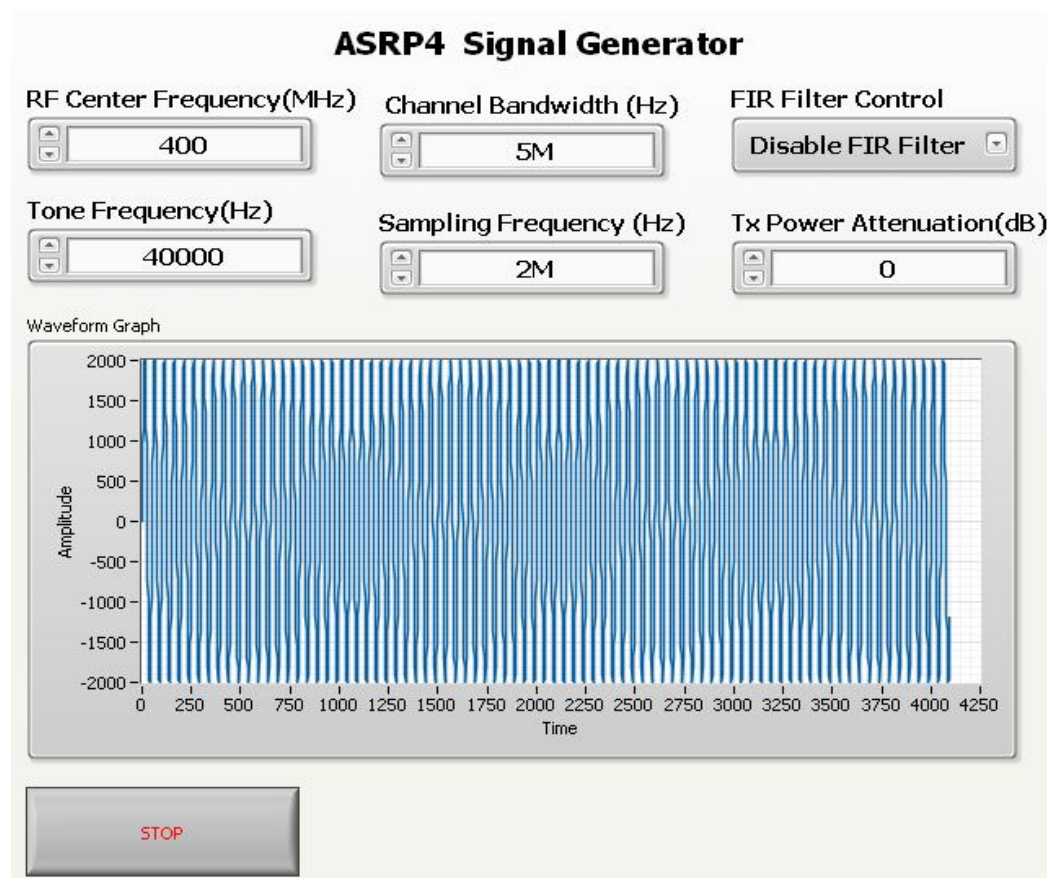 ASRP4 Signal Generator
RF Center Frequency(MHz)
Channel Bandwidth (Hz)
FIR Filter Control
400
5M
Disable FIR Filter
Tone Frequency(Hz)
Sampling Frequency (Hz)
Tx Power Attenuation(dB)
40000
2M
0
Waveform Graph
2000
1500
1000
500
0
-500
-1000
-1500
-2000
Amplitude
0 250 500 750 1000 1250 1500 1750 2000 2250 2500 2750 3000 3250 3500 3750 4000 4250
Time
STOP